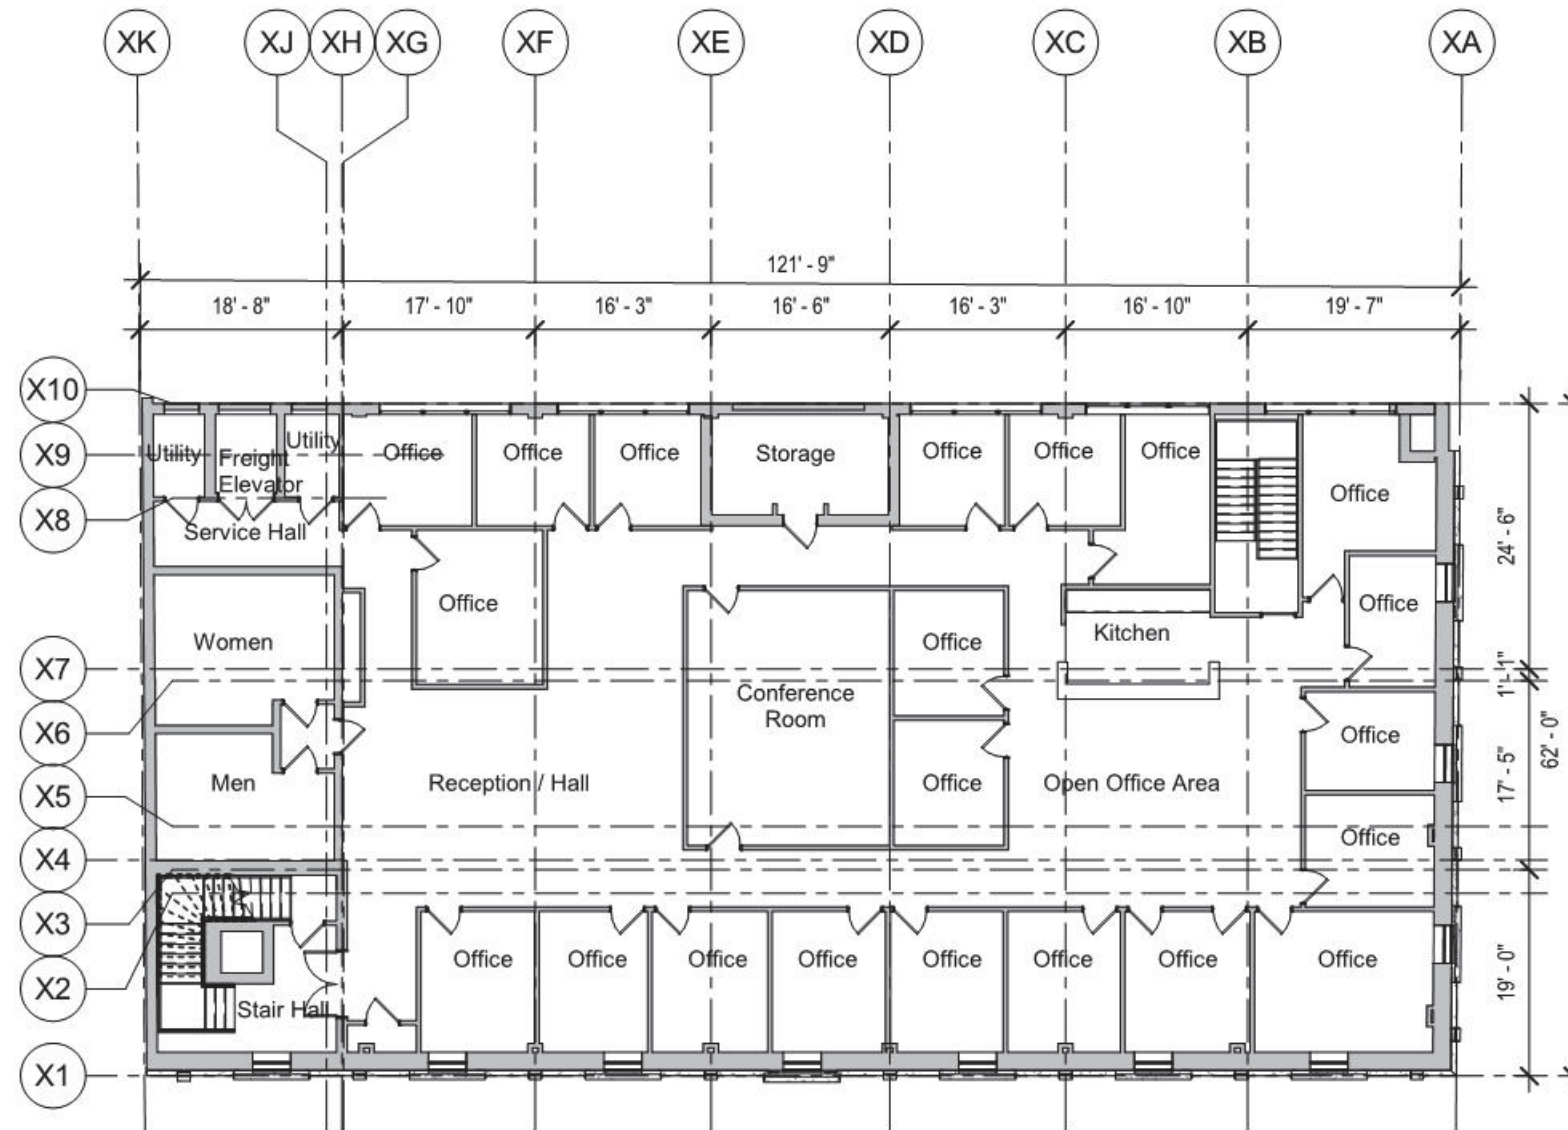 XK XJ XH XG XF XE XD XC XB XA
121' - 9"
18' - 8" 17' - 10" 16' - 3" 16' - 6" 16' - 3" 16' - 10" 19' - 7"
X10
X9
X8
X7
X6
X5
X4
X3
X2
X1
Utility
Freight
Elevator
Utility
Office
Office
Office
Storage
Office
Office
Office
Office
Service Hall
Office
Office
Women
Office
Kitchen
Conference
Room
Office
Men
Reception / Hall
Office
Open Office Area
Office
Office
Office
Office
Office
Office
Office
Office
Office
Office
Stair Hall
24' - 6"
1' - 1"
17' - 5"
62' - 0"
19' - 0"